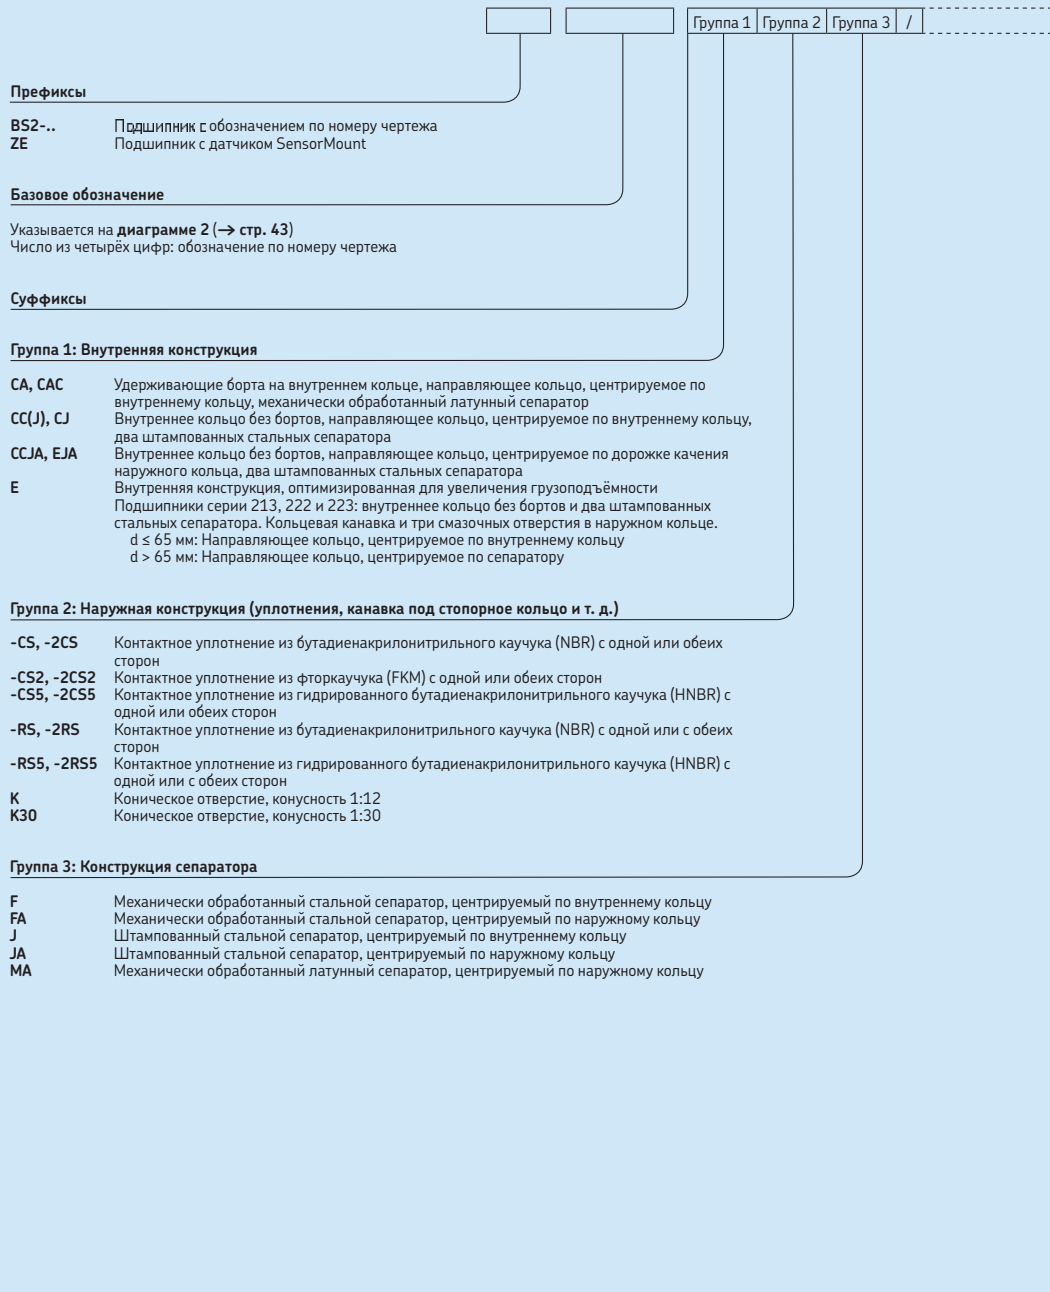 Группа 1 Группа 2 Группа 3 /
Префиксы
BS2-.. Подшипник с обозначением по номеру чертежа
ZE Подшипник с датчиком SensorMount
Базовое обозначение
Указывается на диаграмме 2 (→ стр. 43)
Число из четырёх цифр: обозначение по номеру чертежа
Суффиксы
Группа 1: Внутренняя конструкция
CA, CAC Удерживающие борта на внутреннем кольце, направляющее кольцо, центрируемое по
внутреннему кольцу, механически обработанный латунный сепаратор
CC(J), CJ Внутреннее кольцо без бортов, направляющее кольцо, центрируемое по внутреннему кольцу,
два штампованных стальных сепаратора
CCJA, EJA Внутреннее кольцо без бортов, направляющее кольцо, центрируемое по дорожке качения
наружного кольца, два штампованных стальных сепаратора
E Внутренняя конструкция, оптимизированная для увеличения грузоподъёмности
Подшипники серии 213, 222 и 223: внутреннее кольцо без бортов и два штампованных
стальных сепаратора. Кольцевая канавка и три смазочных отверстия в наружном кольце.
d ≤ 65 мм: Направляющее кольцо, центрируемое по внутреннему кольцу
d > 65 мм: Направляющее кольцо, центрируемое по сепаратору
Группа 2: Наружная конструкция (уплотнения, канавка под стопорное кольцо и т. д.)
-CS, -2CS Контактное уплотнение из бутадиенакрилонитрильного каучука (NBR) с одной или обеих
сторон
-CS2, -2CS2 Контактное уплотнение из фторкаучука (FKM) с одной или обеих сторон
-CS5, -2CS5 Контактное уплотнение из гидрированного бутадиенакрилонитрильного каучука (HNBR) с
одной или обеих сторон
-RS, -2RS Контактное уплотнение из бутадиенакрилонитрильного каучука (NBR) с одной или с обеих
сторон
-RS5, -2RS5 Контактное уплотнение из гидрированного бутадиенакрилонитрильного каучука (HNBR) с
одной или с обеих сторон
K Коническое отверстие, конусность 1:12
K30 Коническое отверстие, конусность 1:30
Группа 3: Конструкция сепаратора
F Механически обработанный стальной сепаратор, центрируемый по внутреннему кольцу
FA Механически обработанный стальной сепаратор, центрируемый по наружному кольцу
J Штампованный стальной сепаратор, центрируемый по внутреннему кольцу
JA Штампованный стальной сепаратор, центрируемый по наружному кольцу
MA Механически обработанный латунный сепаратор, центрируемый по наружному кольцу